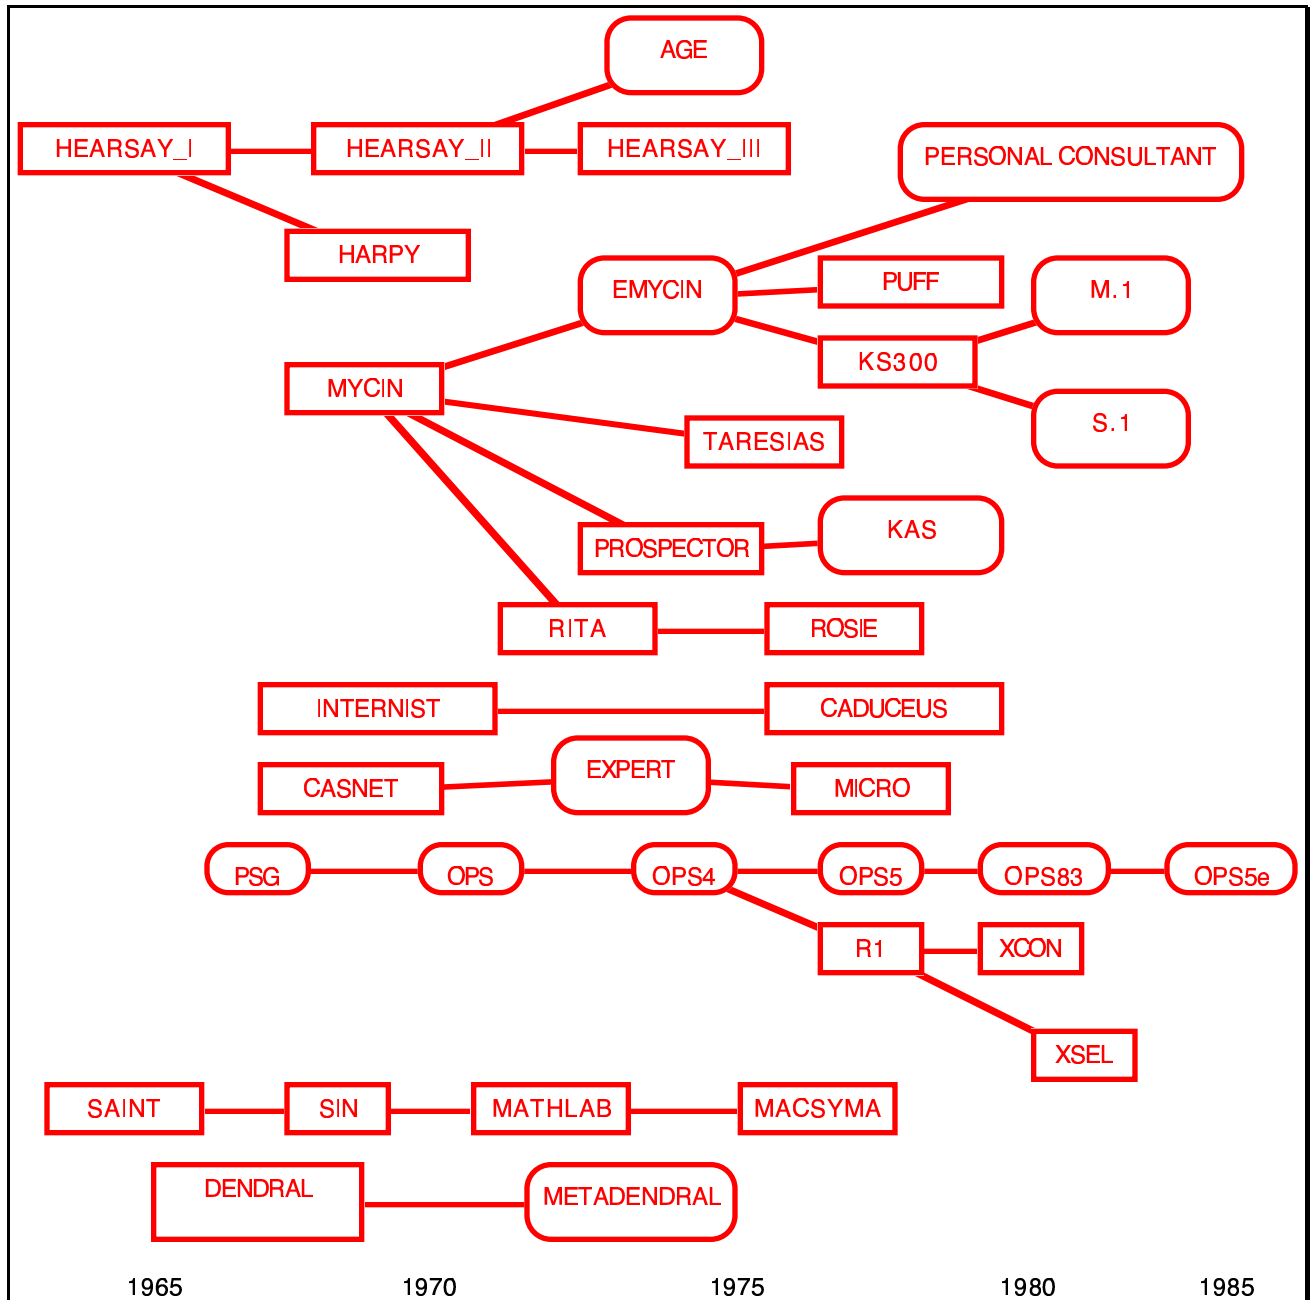 AGE
HEARSAY_I
HEARSAY_II
HEARSAY_III
PERSONAL CONSULTANT
HARPY
EMYCIN
PUFF
M.1
KS300
MYCIN
S.1
TARESIAS
PROSPECTOR
KAS
RITA
ROSIE
INTERNIST
CADUCEUS
CASNET
EXPERT
MICRO
PSG
OPS
OPS4
OPS5
OPS83
OPS5e
R1
XCON
XSEL
SAINT
SIN
MATHLAB
MACSYMA
DENDRAL
METADENDRAL
1965
1970
1975
1980
1985